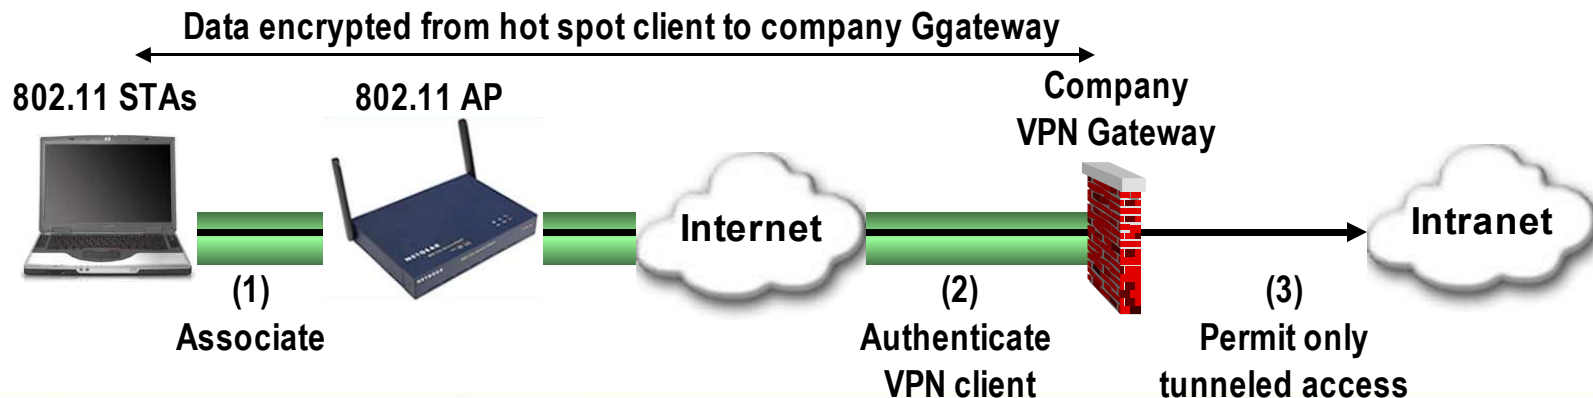 Data encrypted from hot spot client to company Ggateway
802.11 STAs
802.11 AP
Company
VPN Gateway
NETGEAR
Internet
Intranet
(1)
Associate
(2)
Authenticate
VPN client
(3)
Permit only
tunneled access